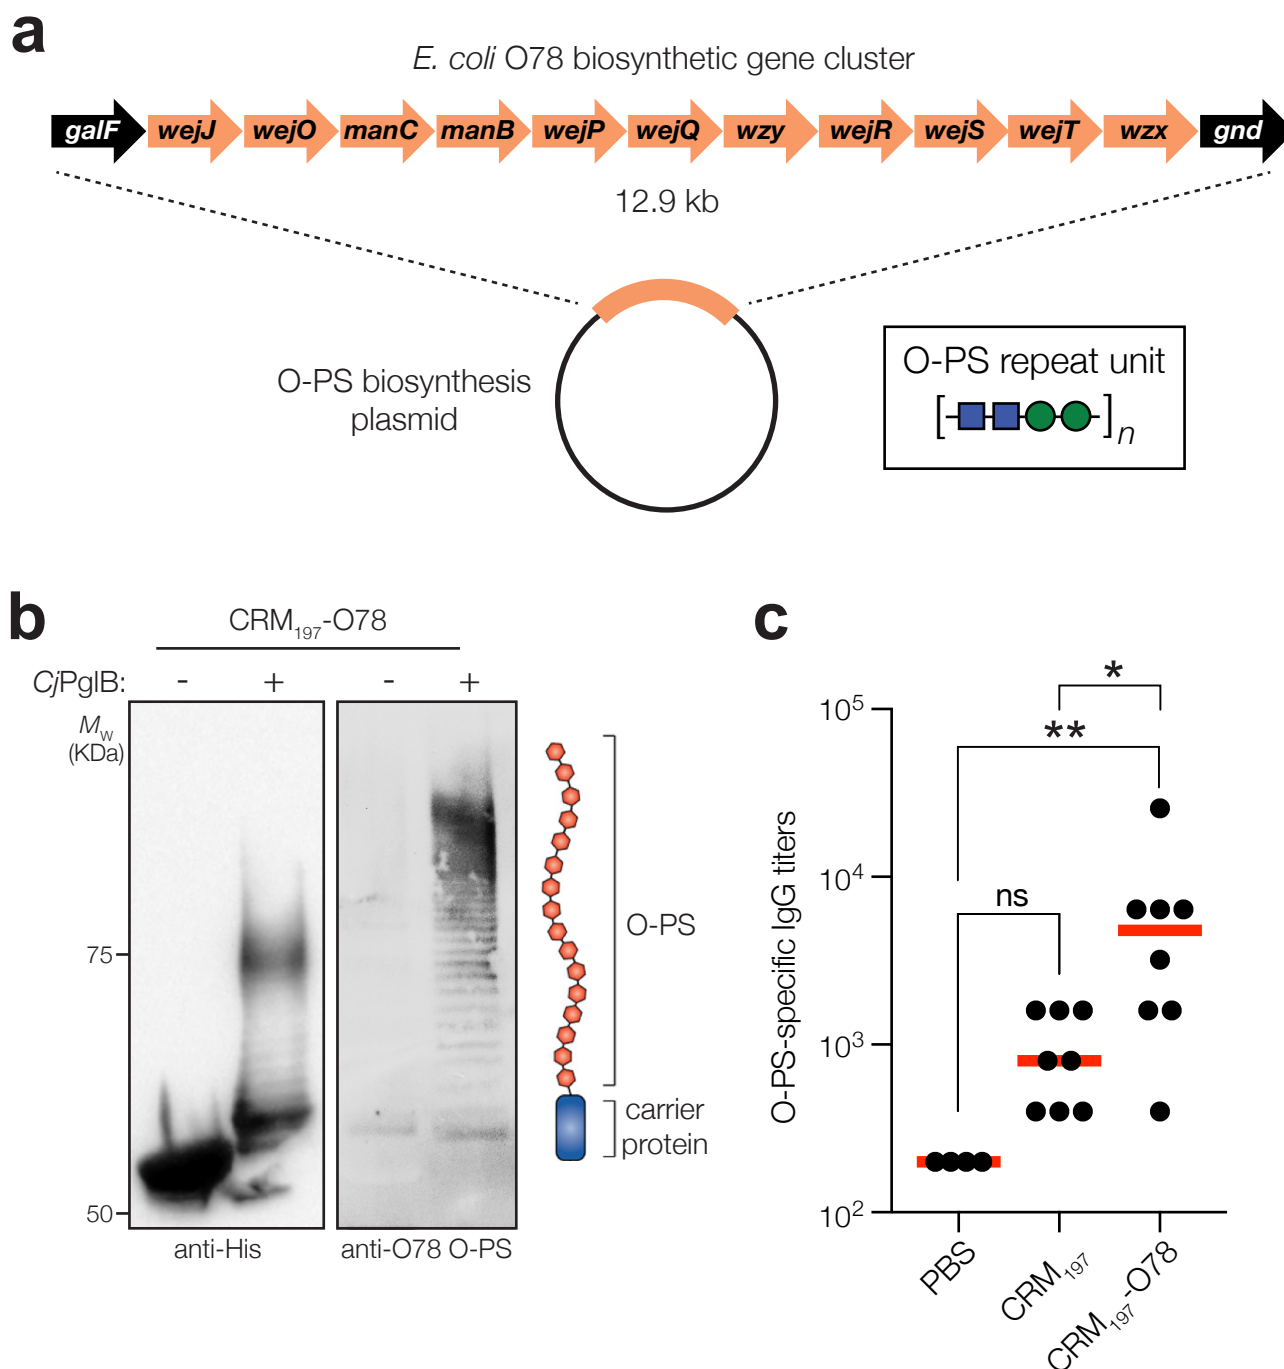 a
E. coli O78 biosynthetic gene cluster
galF wejJ wejO manC manB wejP wejQ wzy wejR wejS wejT wzx gnd
12.9 kb
O-PS biosynthesis
plasmid
O-PS repeat unit
[ ]n
b
CRM197-O78
CjPglB: - + - +
Mw
(KDa)
75
50
anti-His
anti-O78 O-PS
O-PS
carrier
protein
c
*
**
ns
O-PS-specific IgG titers
10^5
10^4
10^3
10^2
PBS
CRM197
CRM197-O78